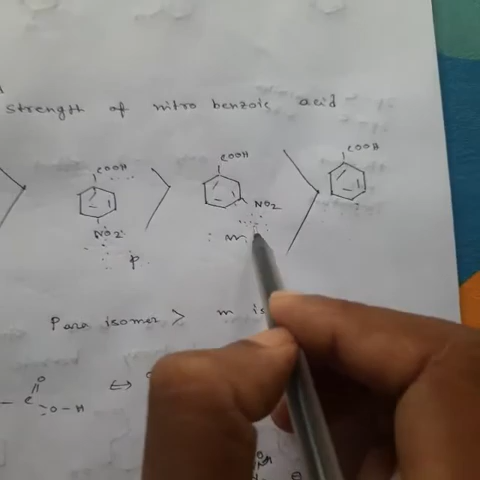 strength of nitro benzoic acid
> COOH NO2 > COOH NO2 > COOH
p m
Para isomer > m is
C O O-H ↔